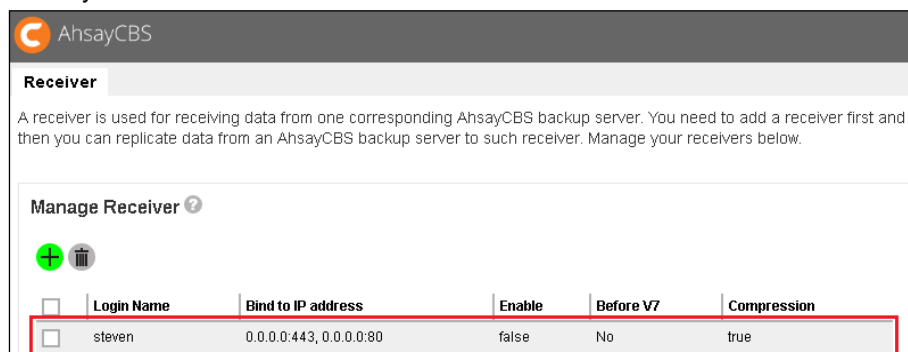 AhsayCBS
Receiver
A receiver is used for receiving data from one corresponding AhsayCBS backup server. You need to add a receiver first and
then you can replicate data from an AhsayCBS backup server to such receiver. Manage your receivers below.
Manage Receiver
Login Name Bind to IP address Enable Before V7 Compression
steven 0.0.0.0:443, 0.0.0.0:80 false No true